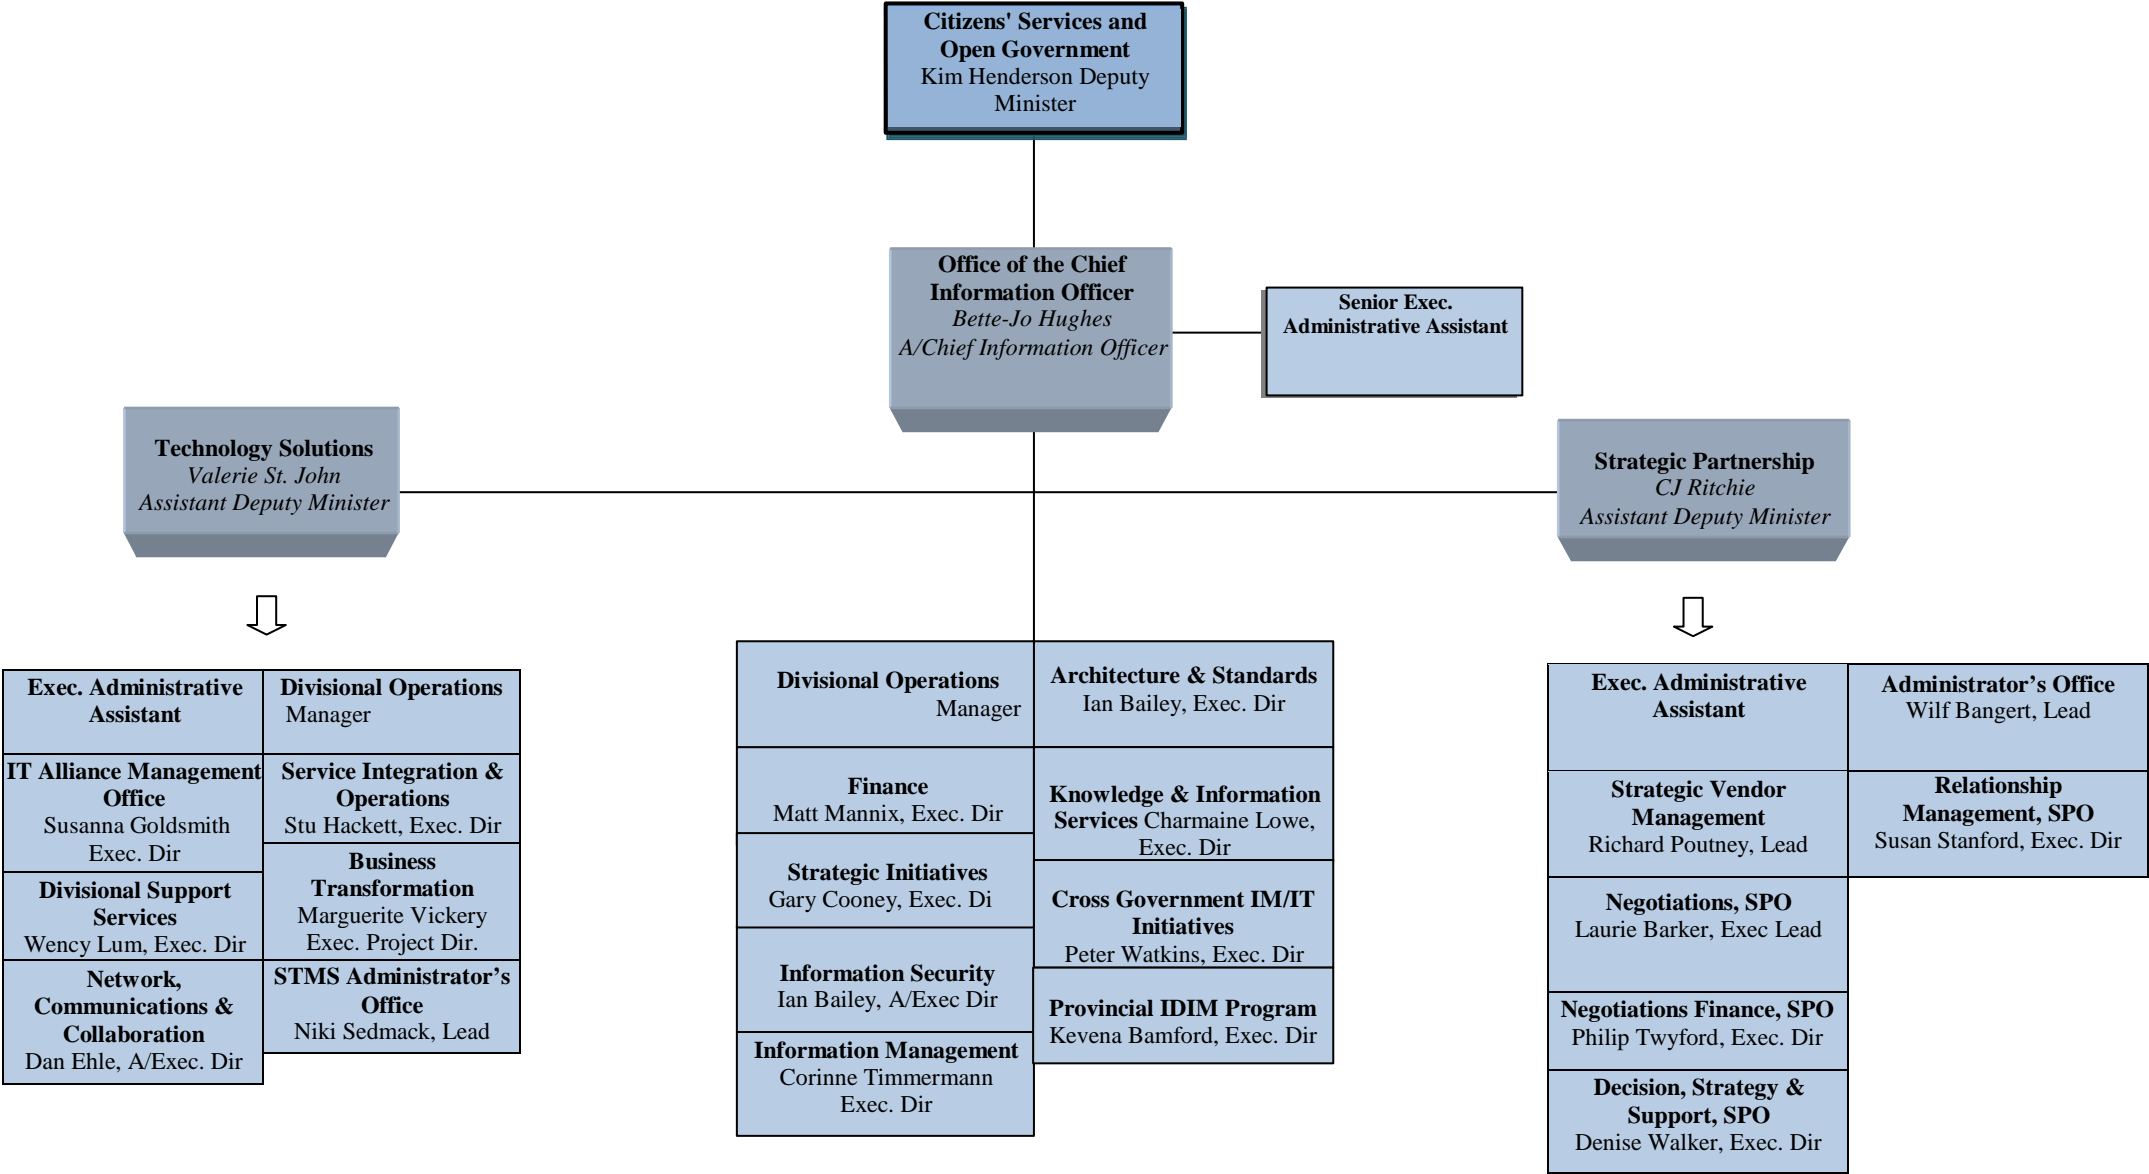 Citizens' Services and
Open Government
Kim Henderson Deputy
Minister
Office of the Chief
Information Officer
Bette-Jo Hughes
A/Chief Information Officer
Senior Exec.
Administrative Assistant
Technology Solutions
Valerie St. John
Assistant Deputy Minister
Strategic Partnership
CJ Ritchie
Assistant Deputy Minister
Exec. Administrative
Assistant
Divisional Operations
Manager
IT Alliance Management
Office
Susanna Goldsmith
Exec. Dir
Service Integration &
Operations
Stu Hackett, Exec. Dir
Divisional Support
Services
Wency Lum, Exec. Dir
Business
Transformation
Marguerite Vickery
Exec. Project Dir.
Network,
Communications &
Collaboration
Dan Ehle, A/Exec. Dir
STMS Administrator’s
Office
Niki Sedmack, Lead
Divisional Operations
Manager
Architecture & Standards
Ian Bailey, Exec. Dir
Finance
Matt Mannix, Exec. Dir
Knowledge & Information
Services Charmaine Lowe,
Exec. Dir
Strategic Initiatives
Gary Cooney, Exec. Di
Cross Government IM/IT
Initiatives
Peter Watkins, Exec. Dir
Information Security
Ian Bailey, A/Exec Dir
Provincial IDIM Program
Kevena Bamford, Exec. Dir
Information Management
Corinne Timmermann
Exec. Dir
Exec. Administrative
Assistant
Administrator’s Office
Wilf Bangert, Lead
Strategic Vendor
Management
Richard Poutney, Lead
Relationship
Management, SPO
Susan Stanford, Exec. Dir
Negotiations, SPO
Laurie Barker, Exec Lead
Negotiations Finance, SPO
Philip Twyford, Exec. Dir
Decision, Strategy &
Support, SPO
Denise Walker, Exec. Dir